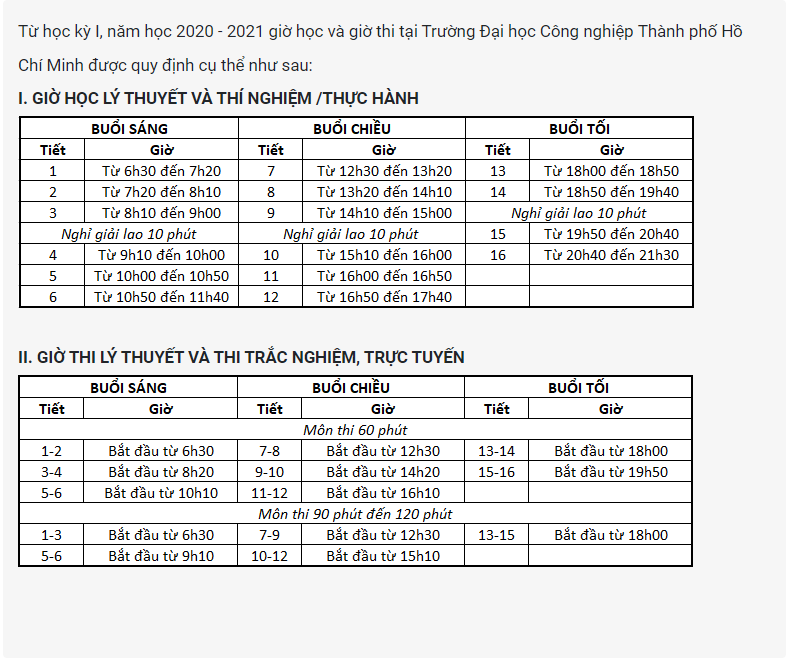 Từ học kỳ I, năm học 2020 - 2021 giờ học và giờ thi tại Trường Đại học Công nghiệp Thành phố Hồ
Chí Minh được quy định cụ thể như sau:
I. GIỜ HỌC LÝ THUYẾT VÀ THÍ NGHIỆM /THỰC HÀNH
BUỔI SÁNG BUỔI CHIỀU BUỔI TỐI
Tiết Giờ Tiết Giờ Tiết Giờ
1 Từ 6h30 đến 7h20 7 Từ 12h30 đến 13h20 13 Từ 18h00 đến 18h50
2 Từ 7h20 đến 8h10 8 Từ 13h20 đến 14h10 14 Từ 18h50 đến 19h40
3 Từ 8h10 đến 9h00 9 Từ 14h10 đến 15h00 Nghỉ giải lao 10 phút
Nghỉ giải lao 10 phút Nghỉ giải lao 10 phút 15 Từ 19h50 đến 20h40
4 Từ 9h10 đến 10h00 10 Từ 15h10 đến 16h00 16 Từ 20h40 đến 21h30
5 Từ 10h00 đến 10h50 11 Từ 16h00 đến 16h50
6 Từ 10h50 đến 11h40 12 Từ 16h50 đến 17h40
II. GIỜ THI LÝ THUYẾT VÀ THI TRẮC NGHIỆM, TRỰC TUYẾN
BUỔI SÁNG BUỔI CHIỀU BUỔI TỐI
Tiết Giờ Tiết Giờ Tiết Giờ
Môn thi 60 phút
1-2 Bắt đầu từ 6h30 7-8 Bắt đầu từ 12h30 13-14 Bắt đầu từ 18h00
3-4 Bắt đầu từ 8h20 9-10 Bắt đầu từ 14h20 15-16 Bắt đầu từ 19h50
5-6 Bắt đầu từ 10h10 11-12 Bắt đầu từ 16h10
Môn thi 90 phút đến 120 phút
1-3 Bắt đầu từ 6h30 7-9 Bắt đầu từ 12h30 13-15 Bắt đầu từ 18h00
5-6 Bắt đầu từ 9h10 10-12 Bắt đầu từ 15h10